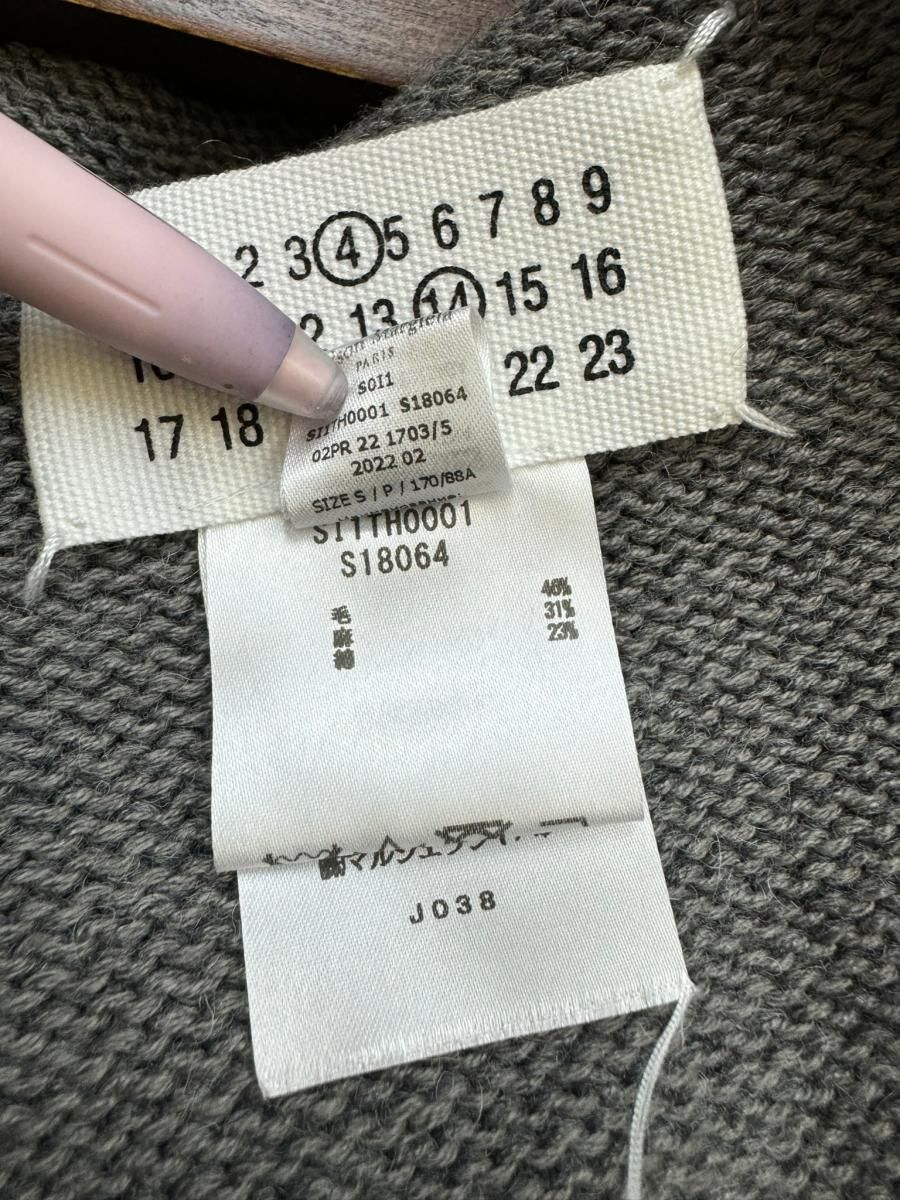 2 3 4 5 6 7 8 9
13 14 15 16
17 18 22 23
PARIS
S0I1
SI1TH0001 S18064
02PR 22 1703/5
2022 02
SIZE S / P / 170/88A
SI1TH0001
S18064
毛 46%
麻 31%
綿 23%
J038